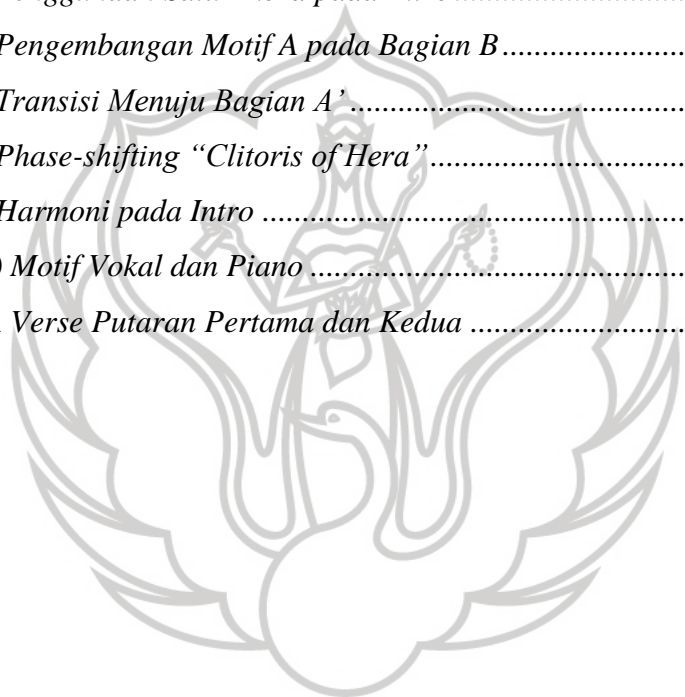 Pengembangan Motif A pada Bagian B........................
Transisi Menuju Bagian A’..........................................
Phase-shifting “Clitoris of Hera”................................
Harmoni pada Intro .....................................................
) Motif Vokal dan Piano ...............................................
Verse Putaran Pertama dan Kedua ...........................